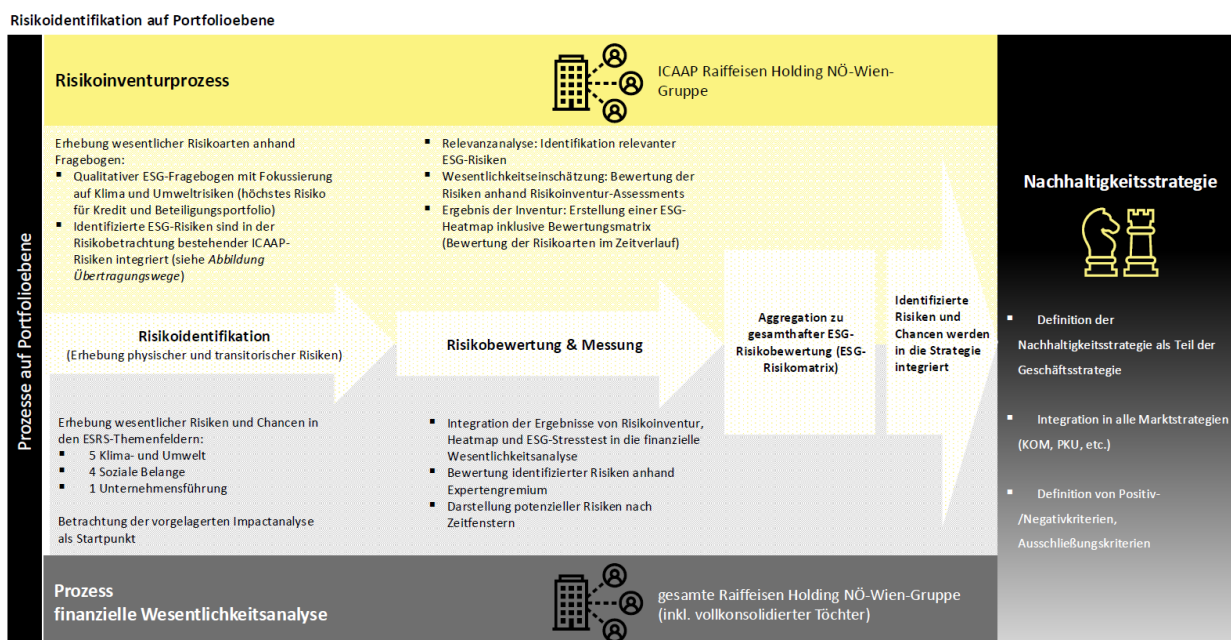 Risikoidentifikation auf Portfolioebene
Prozesse auf Portfolioebene
Risikoinventurprozess
ICAAP Raiffeisen Holding NÖ-Wien-
Gruppe
Erhebung wesentlicher Risikoarten anhand
Fragebogen:
▪ Qualitativer ESG-Fragebogen mit Fokussierung
auf Klima und Umweltrisiken (höchstes Risiko
für Kredit und Beteiligungsportfolio)
▪ Identifizierte ESG-Risiken sind in der
Risikobetrachtung bestehender ICAAP-
Risiken integriert (siehe Abbildung
Übertragungswege)
▪ Relevanzanalyse: Identifikation relevanter
ESG-Risiken
▪ Wesentlichkeitseinschätzung: Bewertung der
Risiken anhand Risikoinventur-Assessments
▪ Ergebnis der Inventur: Erstellung einer ESG-
Heatmap inklusive Bewertungsmatrix
(Bewertung der Risikoarten im Zeitverlauf)
Risikoidentifikation
(Erhebung physischer und transitorischer Risiken)
Risikobewertung & Messung
Aggregation zu
gesamthafter ESG-
Risikobewertung (ESG-
Risikomatrix)
Identifizierte
Risiken und
Chancen werden
in die Strategie
integriert
Erhebung wesentlicher Risiken und Chancen in
den ESRS-Themenfeldern:
▪ 5 Klima- und Umwelt
▪ 4 Soziale Belange
▪ 1 Unternehmensführung
Betrachtung der vorgelagerten Impactanalyse
als Startpunkt
▪ Integration der Ergebnisse von Risikoinventur,
Heatmap und ESG-Stresstest in die finanzielle
Wesentlichkeitsanalyse
▪ Bewertung identifizierter Risiken anhand
Expertengremium
▪ Darstellung potenzieller Risiken nach
Zeitfenstern
Prozess
finanzielle Wesentlichkeitsanalyse
gesamte Raiffeisen Holding NÖ-Wien-Gruppe
(inkl. vollkonsolidierter Töchter)
Nachhaltigkeitsstrategie
▪ Definition der
Nachhaltigkeitsstrategie als Teil der
Geschäftsstrategie
▪ Integration in alle Marktstrategien
(KOM, PKU, etc.)
▪ Definition von Positiv-
/Negativkriterien,
Ausschließungskriterien